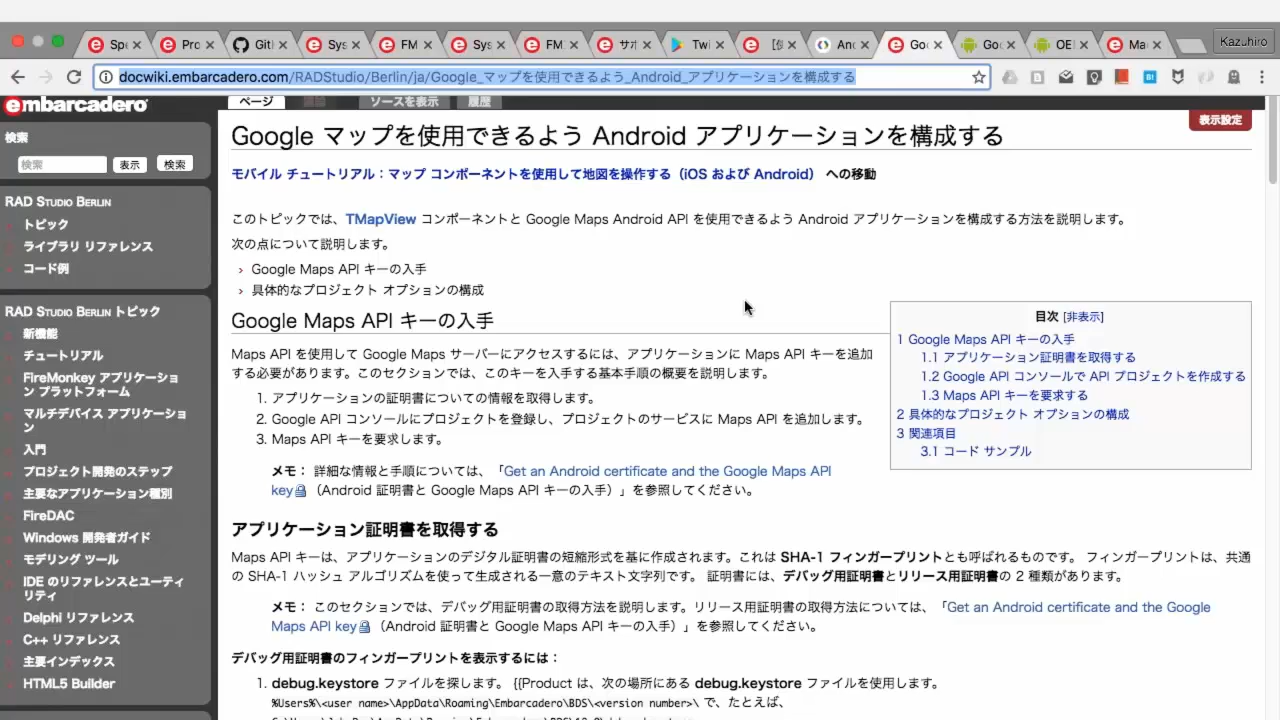 Spe
Pro
Gitl
Sys
FM
Sys
FM
サポ
Twi
And
Goo
Goo
OEI
Ma
Kazuhiro
docwiki.embarcadero.com/RADStudio/Berlin/ja/Google_マップを使用できるよう_Android_アプリケーションを構成する
embarcadero
ページ
ソースを表示
履歴
表示設定
検索
検索
表示
検索
RAD Studio Berlin
トピック
ライブラリ リファレンス
コード例
RAD Studio Berlin トピック
新機能
チュートリアル
FireMonkey アプリケーショ
ン プラットフォーム
マルチデバイス アプリケーショ
ン
入門
プロジェクト開発のステップ
主要なアプリケーション種別
FireDAC
Windows 開発者ガイド
モデリング ツール
IDE のリファレンスとユーティ
リティ
Delphi リファレンス
C++ リファレンス
主要インデックス
HTML5 Builder
Google マップを使用できるよう Android アプリケーションを構成する
モバイル チュートリアル：マップ コンポーネントを使用して地図を操作する（iOS および Android） への移動
このトピックでは、TMapView コンポーネントと Google Maps Android API を使用できるよう Android アプリケーションを構成する方法を説明します。
次の点について説明します。
› Google Maps API キーの入手
› 具体的なプロジェクト オプションの構成
Google Maps API キーの入手
Maps API を使用して Google Maps サーバーにアクセスするには、アプリケーションに Maps API キーを追加
する必要があります。このセクションでは、このキーを入手する基本手順の概要を説明します。
1. アプリケーションの証明書についての情報を取得します。
2. Google API コンソールにプロジェクトを登録し、プロジェクトのサービスに Maps API を追加します。
3. Maps API キーを要求します。
メモ： 詳細な情報と手順については、「Get an Android certificate and the Google Maps API
key（Android 証明書と Google Maps API キーの入手）」を参照してください。
目次 [非表示]
1 Google Maps API キーの入手
1.1 アプリケーション証明書を取得する
1.2 Google API コンソールで API プロジェクトを作成する
1.3 Maps API キーを要求する
2 具体的なプロジェクト オプションの構成
3 関連項目
3.1 コード サンプル
アプリケーション証明書を取得する
Maps API キーは、アプリケーションのデジタル証明書の短縮形式を基に作成されます。これは SHA-1 フィンガープリントとも呼ばれるものです。 フィンガープリントは、共通
の SHA-1 ハッシュ アルゴリズムを使って生成される一意のテキスト文字列です。 証明書には、デバッグ用証明書とリリース用証明書の 2 種類があります。
メモ： このセクションでは、デバッグ用証明書の取得方法を説明します。リリース用証明書の取得方法については、「Get an Android certificate and the Google
Maps API key（Android 証明書と Google Maps API キーの入手）」を参照してください。
デバッグ用証明書のフィンガープリントを表示するには：
1. debug.keystore ファイルを探します。 {{Product は、次の場所にある debug.keystore ファイルを使用します。
%Users%\<user name>\AppData\Roaming\Embarcadero\BDS\<version number>\ で、たとえば、